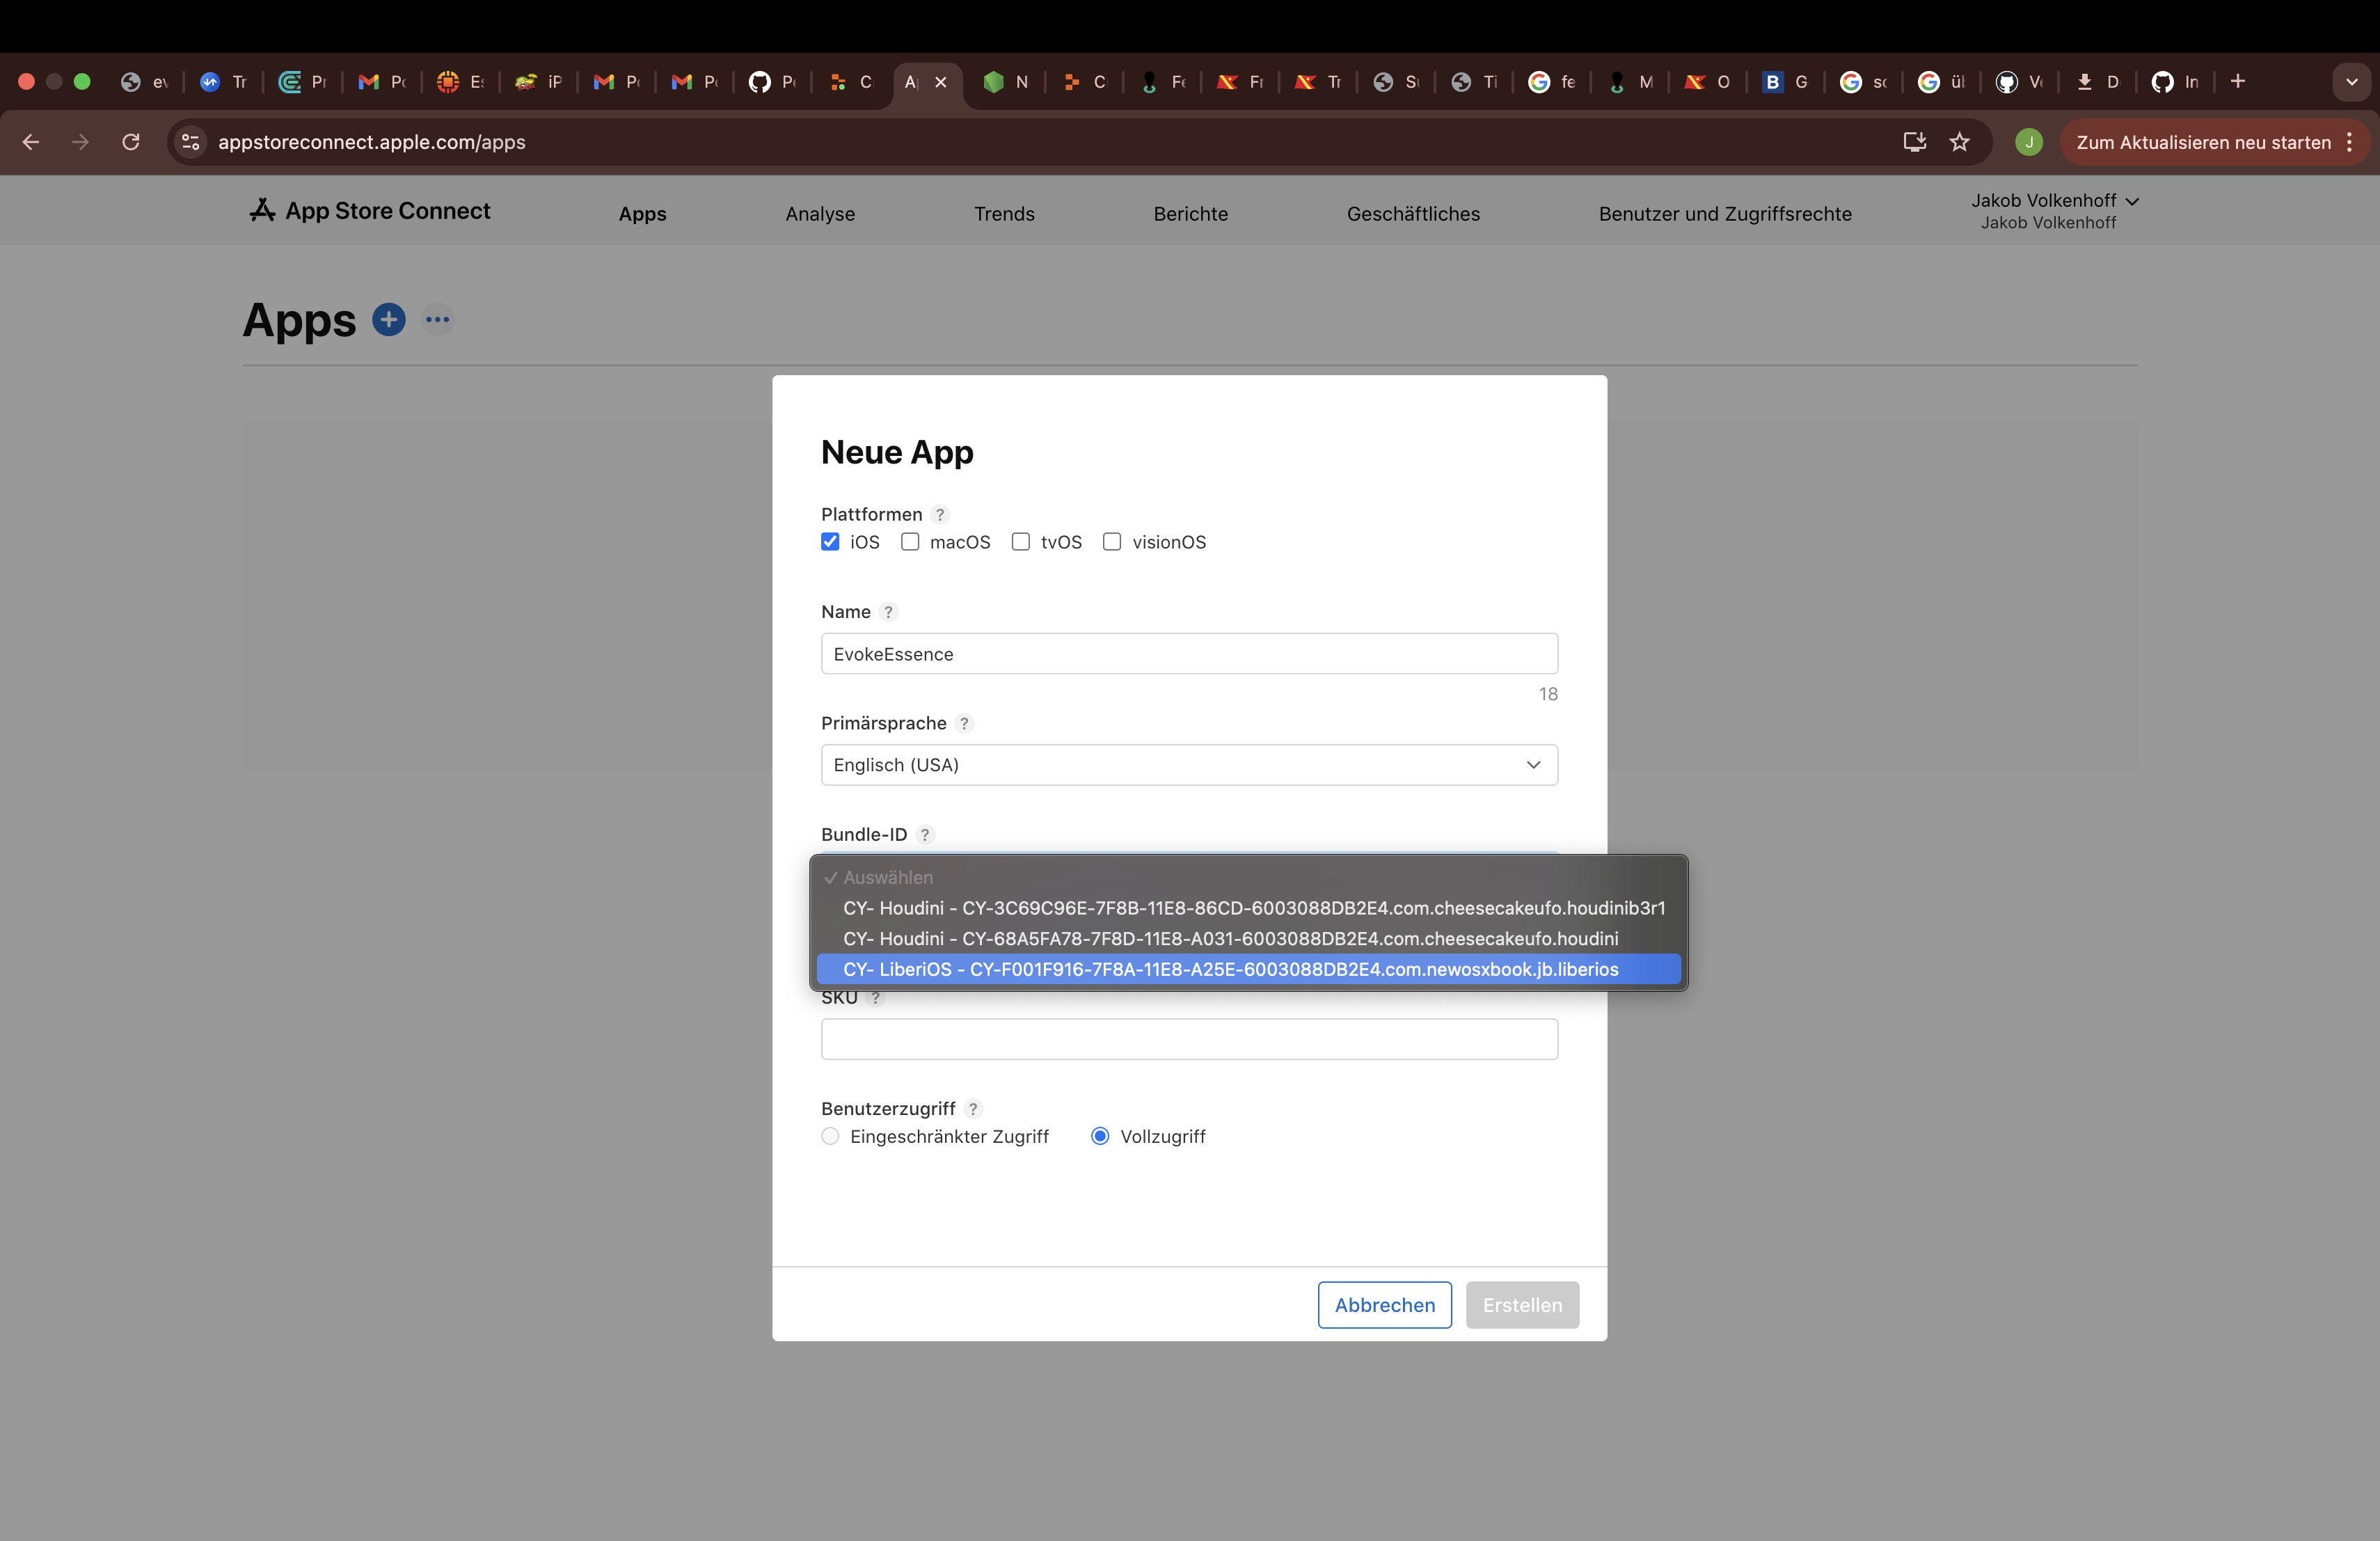 ev Tr Pr Pc Es iP Pc Pc Pe C A N C Fe Fr Tr St Ti fe M O G sc ül Ve D In
appstoreconnect.apple.com/apps
J
Zum Aktualisieren neu starten
App Store Connect
Apps
Analyse
Trends
Berichte
Geschäftliches
Benutzer und Zugriffsrechte
Jakob Volkenhoff
Jakob Volkenhoff
Apps
Neue App
Plattformen ?
iOS macOS tvOS visionOS
Name ?
EvokeEssence
18
Primärsprache ?
Englisch (USA)
Bundle-ID ?
Auswählen
CY- Houdini - CY-3C69C96E-7F8B-11E8-86CD-6003088DB2E4.com.cheesecakeufo.houdinib3r1
CY- Houdini - CY-68A5FA78-7F8D-11E8-A031-6003088DB2E4.com.cheesecakeufo.houdini
CY- LiberiOS - CY-F001F916-7F8A-11E8-A25E-6003088DB2E4.com.newosxbook.jb.liberios
SKU ?
Benutzerzugriff ?
Eingeschränkter Zugriff Vollzugriff
Abbrechen
Erstellen